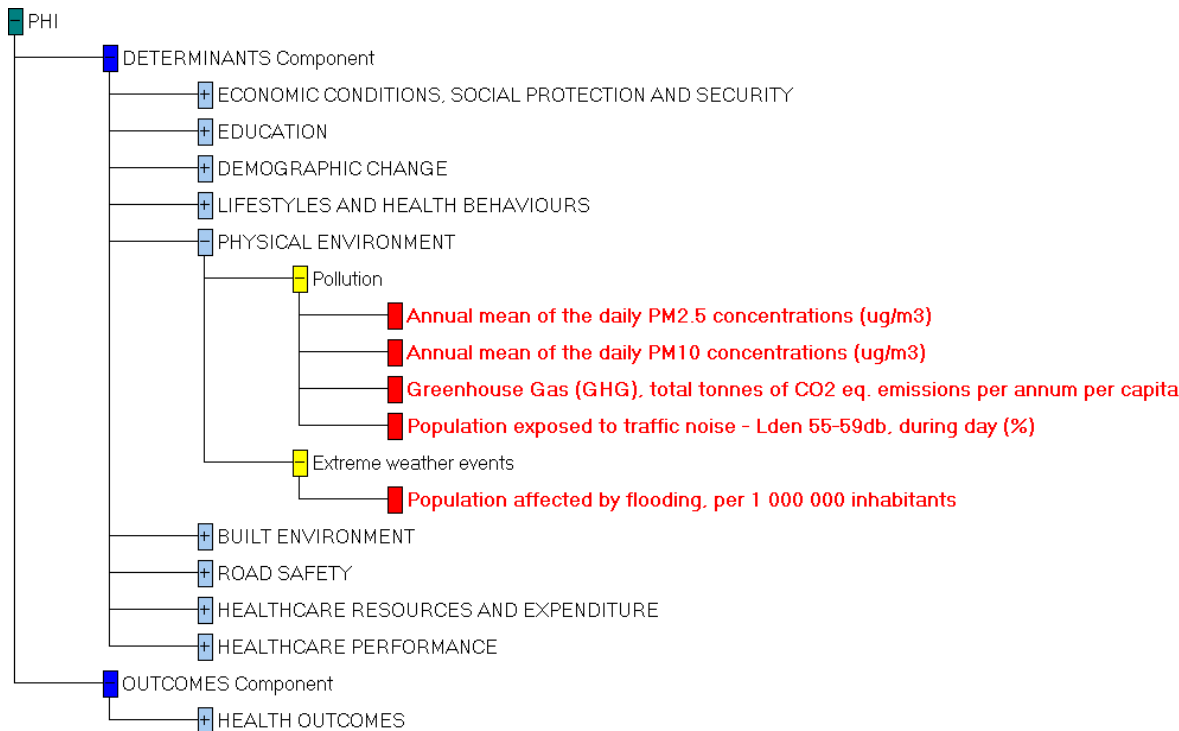 PHI
DETERMINANTS Component
ECONOMIC CONDITIONS, SOCIAL PROTECTION AND SECURITY
EDUCATION
DEMOGRAPHIC CHANGE
LIFESTYLES AND HEALTH BEHAVIOURS
PHYSICAL ENVIRONMENT
Pollution
Annual mean of the daily PM2.5 concentrations (ug/m3)
Annual mean of the daily PM10 concentrations (ug/m3)
Greenhouse Gas (GHG), total tonnes of CO2 eq. emissions per annum per capita
Population exposed to traffic noise - Lden 55-59db, during day (%)
Extreme weather events
Population affected by flooding, per 1 000 000 inhabitants
BUILT ENVIRONMENT
ROAD SAFETY
HEALTHCARE RESOURCES AND EXPENDITURE
HEALTHCARE PERFORMANCE
OUTCOMES Component
HEALTH OUTCOMES